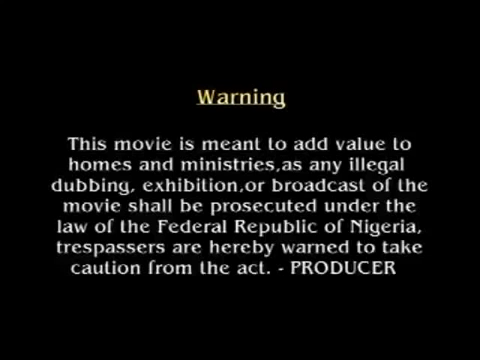 Warning
This movie is meant to add value to
homes and ministries,as any illegal
dubbing, exhibition,or broadcast of the
movie shall be prosecuted under the
law of the Federal Republic of Nigeria,
trespassers are hereby warned to take
caution from the act. - PRODUCER